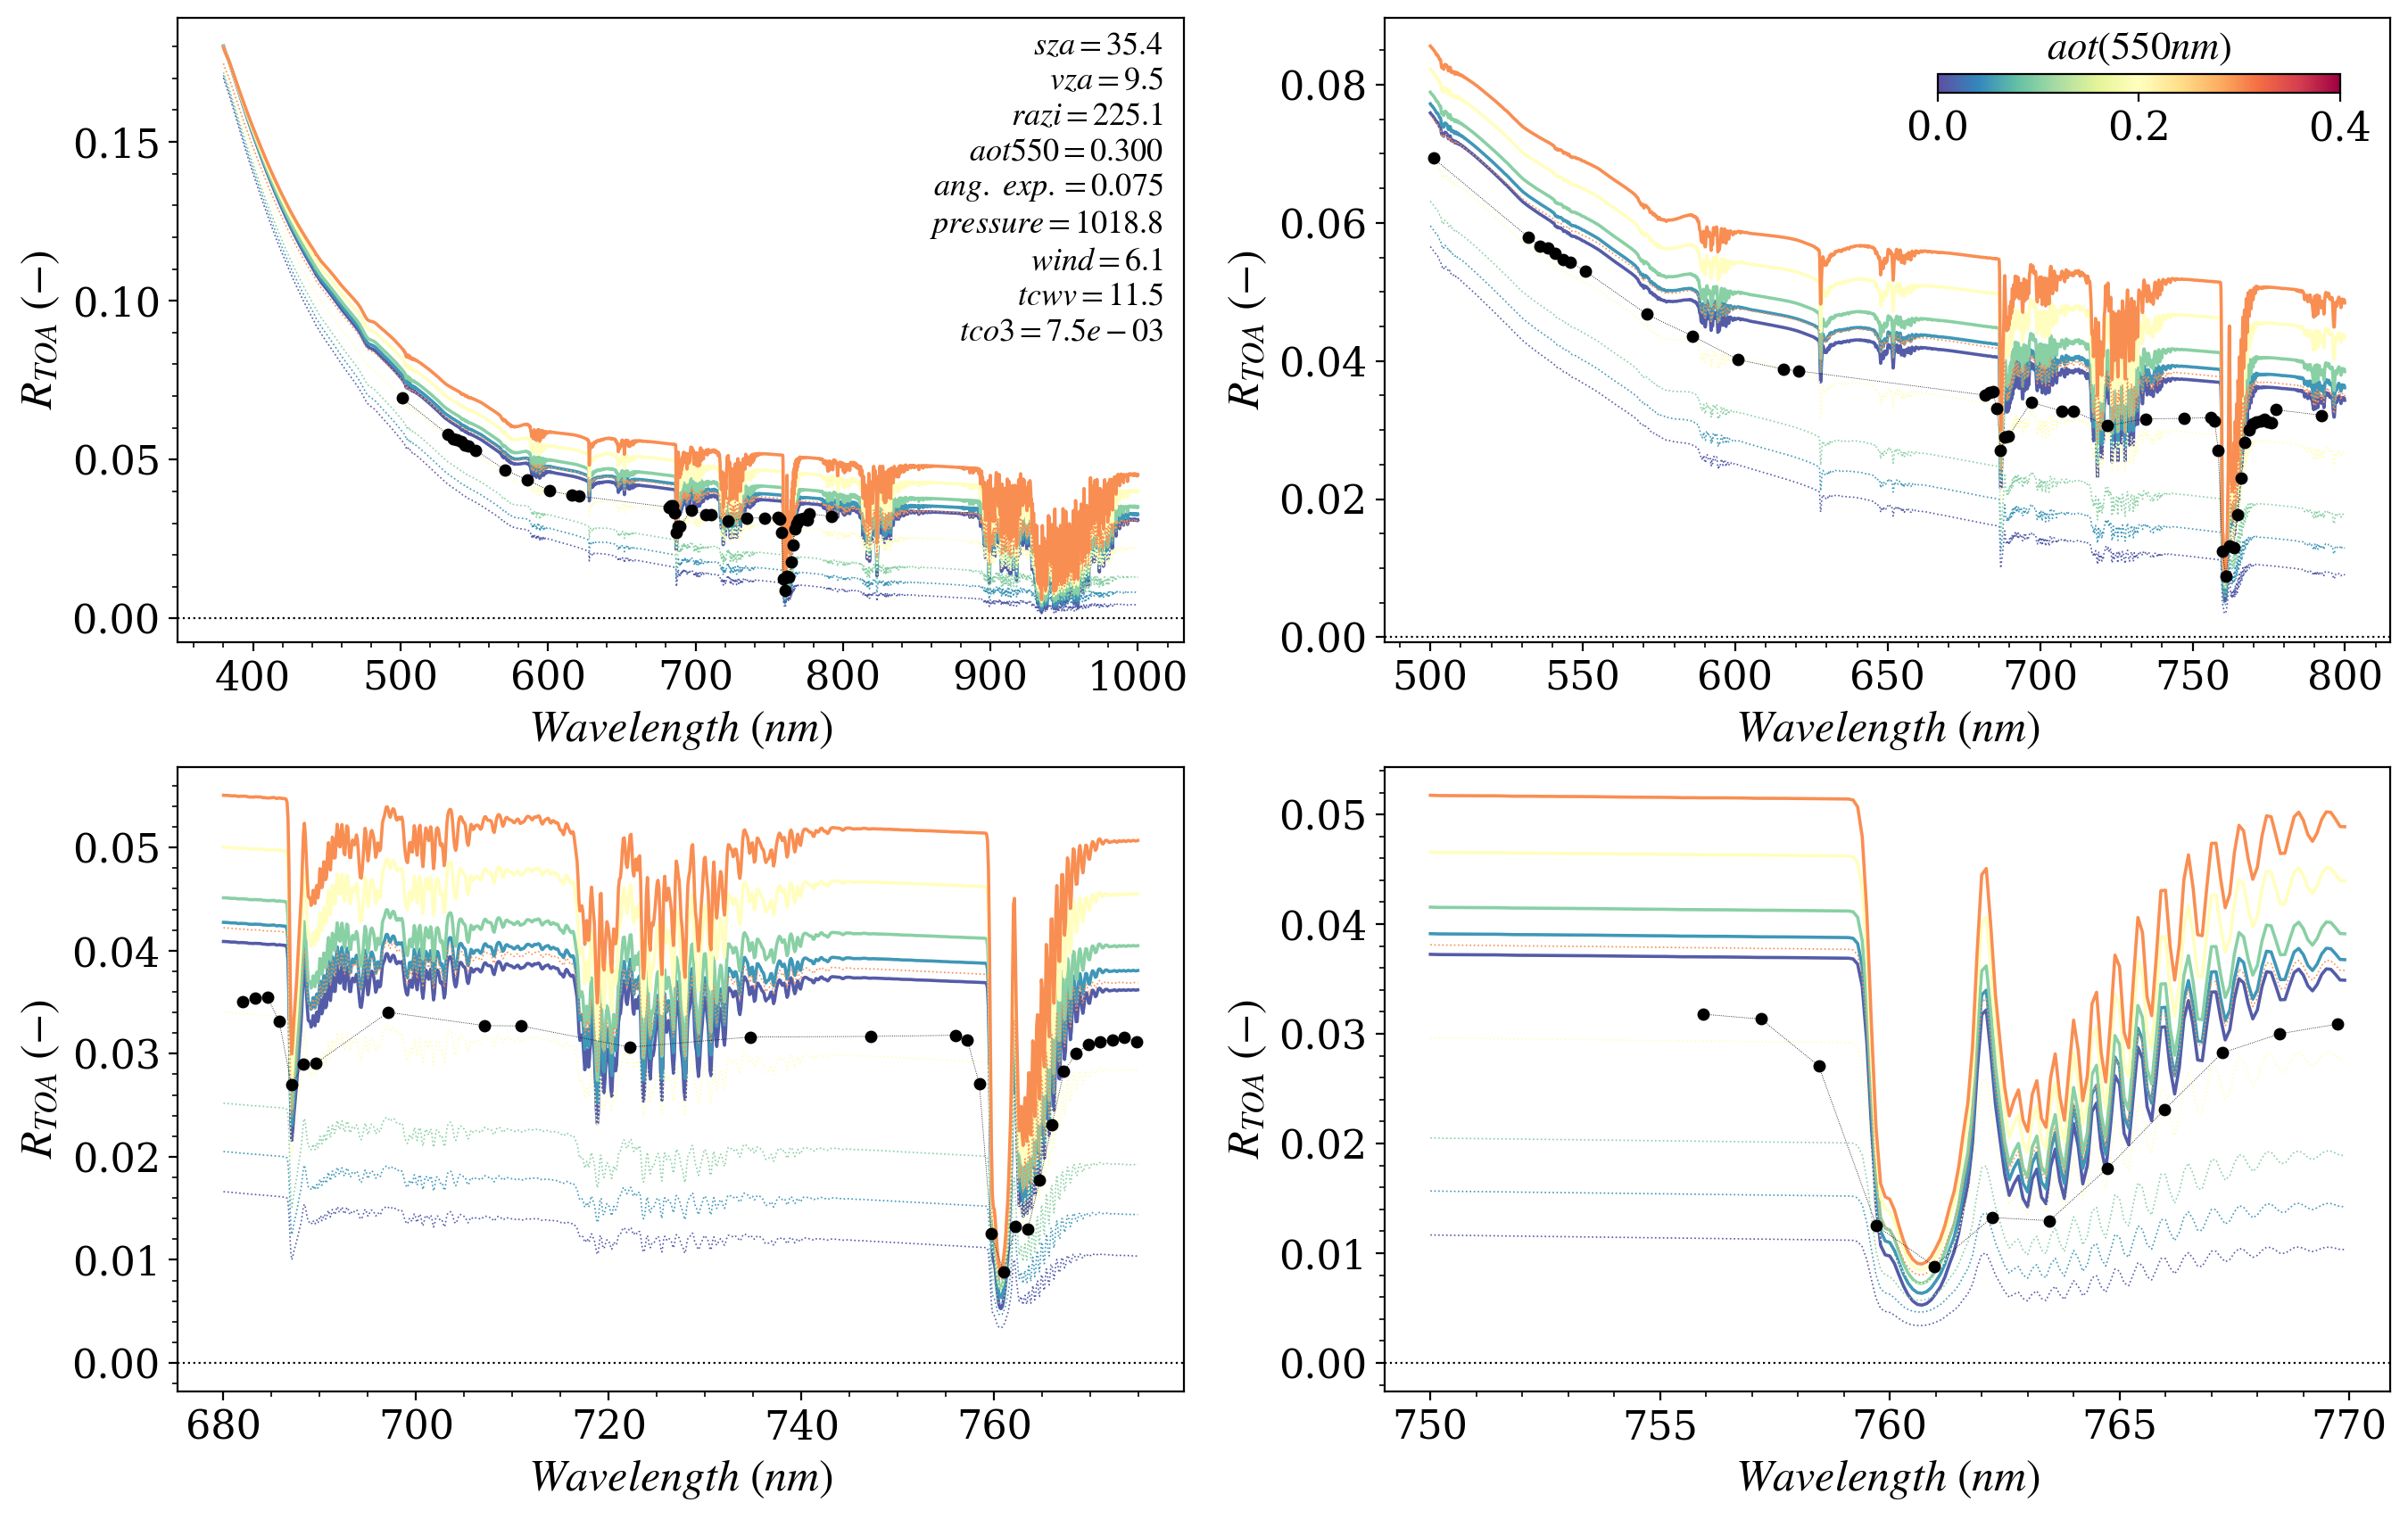 sza = 35.4
vza = 9.5
razi = 225.1
aot550 = 0.300
ang. exp. = 0.075
pressure = 1018.8
wind = 6.1
tcwv = 11.5
tco3 = 7.5e − 03
R_TOA (−)
0.15
0.10
0.05
0.00
400 500 600 700 800 900 1000
Wavelength (nm)
aot(550nm)
0.0 0.2 0.4
R_TOA (−)
0.08
0.06
0.04
0.02
0.00
500 550 600 650 700 750 800
Wavelength (nm)
R_TOA (−)
0.05
0.04
0.03
0.02
0.01
0.00
680 700 720 740 760
Wavelength (nm)
R_TOA (−)
0.05
0.04
0.03
0.02
0.01
0.00
750 755 760 765 770
Wavelength (nm)